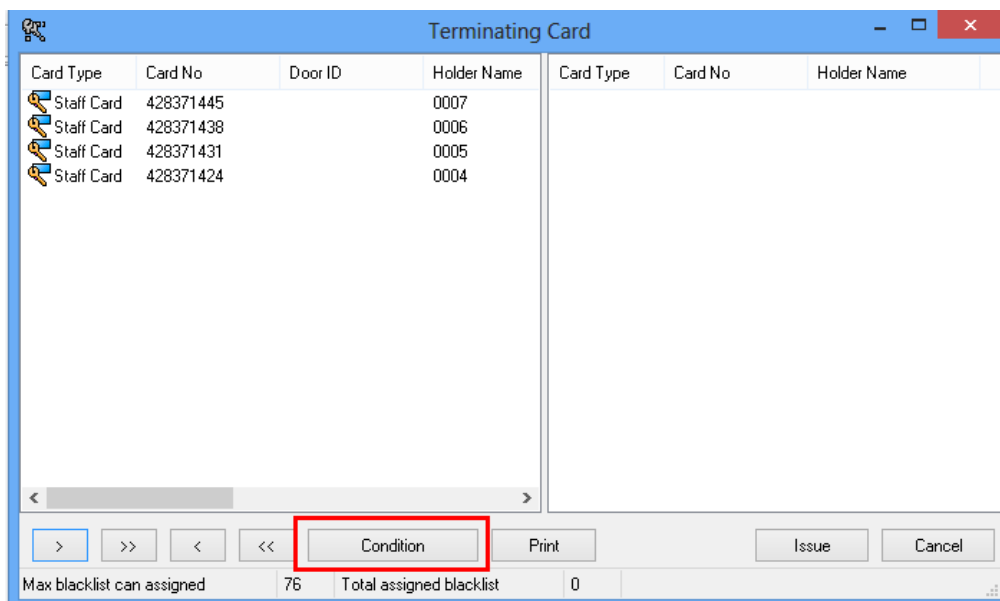 Terminating Card
Card Type Card No Door ID Holder Name Card Type Card No Holder Name
Staff Card 428371445 0007
Staff Card 428371438 0006
Staff Card 428371431 0005
Staff Card 428371424 0004
> >> < << Condition Print Issue Cancel
Max blacklist can assigned 76 Total assigned blacklist 0